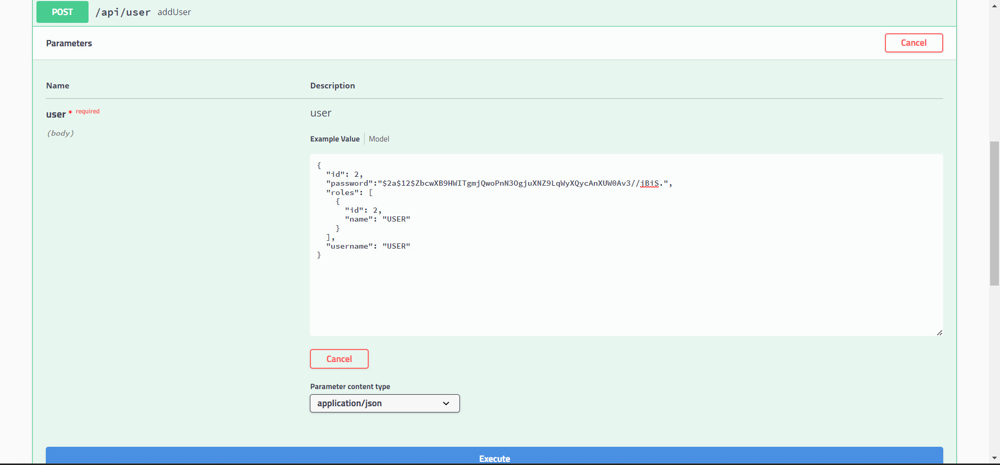 POST /api/user addUser
Parameters
Cancel
Name Description
user * required user
(body)
Example Value Model
{
"id": 2,
"password":"$2a$12$ZbcwXB9HWITgmjQwoPnN3OgjuXNZ9LqWyXQycAnXUW0Av3//jBiS.",
"roles": [
{
"id": 2,
"name": "USER"
}
],
"username": "USER"
}
Cancel
Parameter content type
application/json
Execute